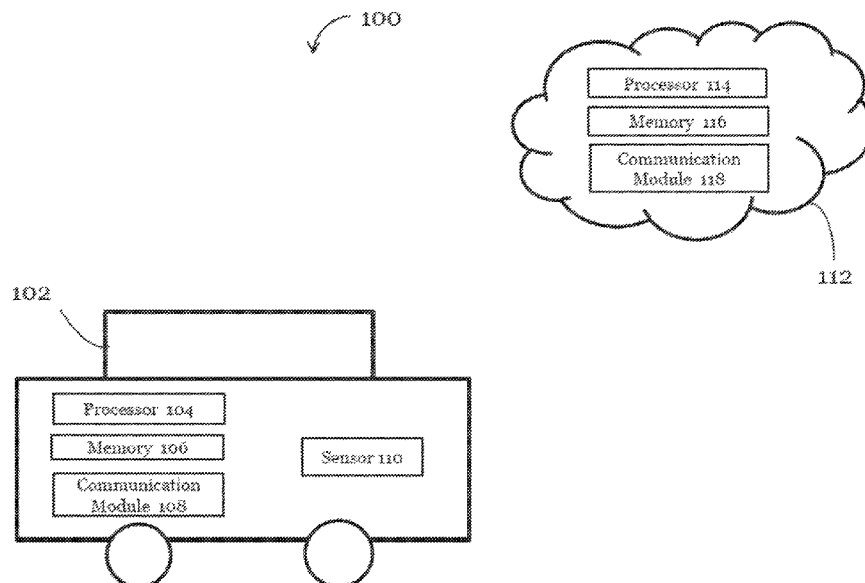 100
Processor 114
Memory 116
Communication
Module 118
112
102
Processor 104
Memory 106
Communication
Module 108
Sensor 110